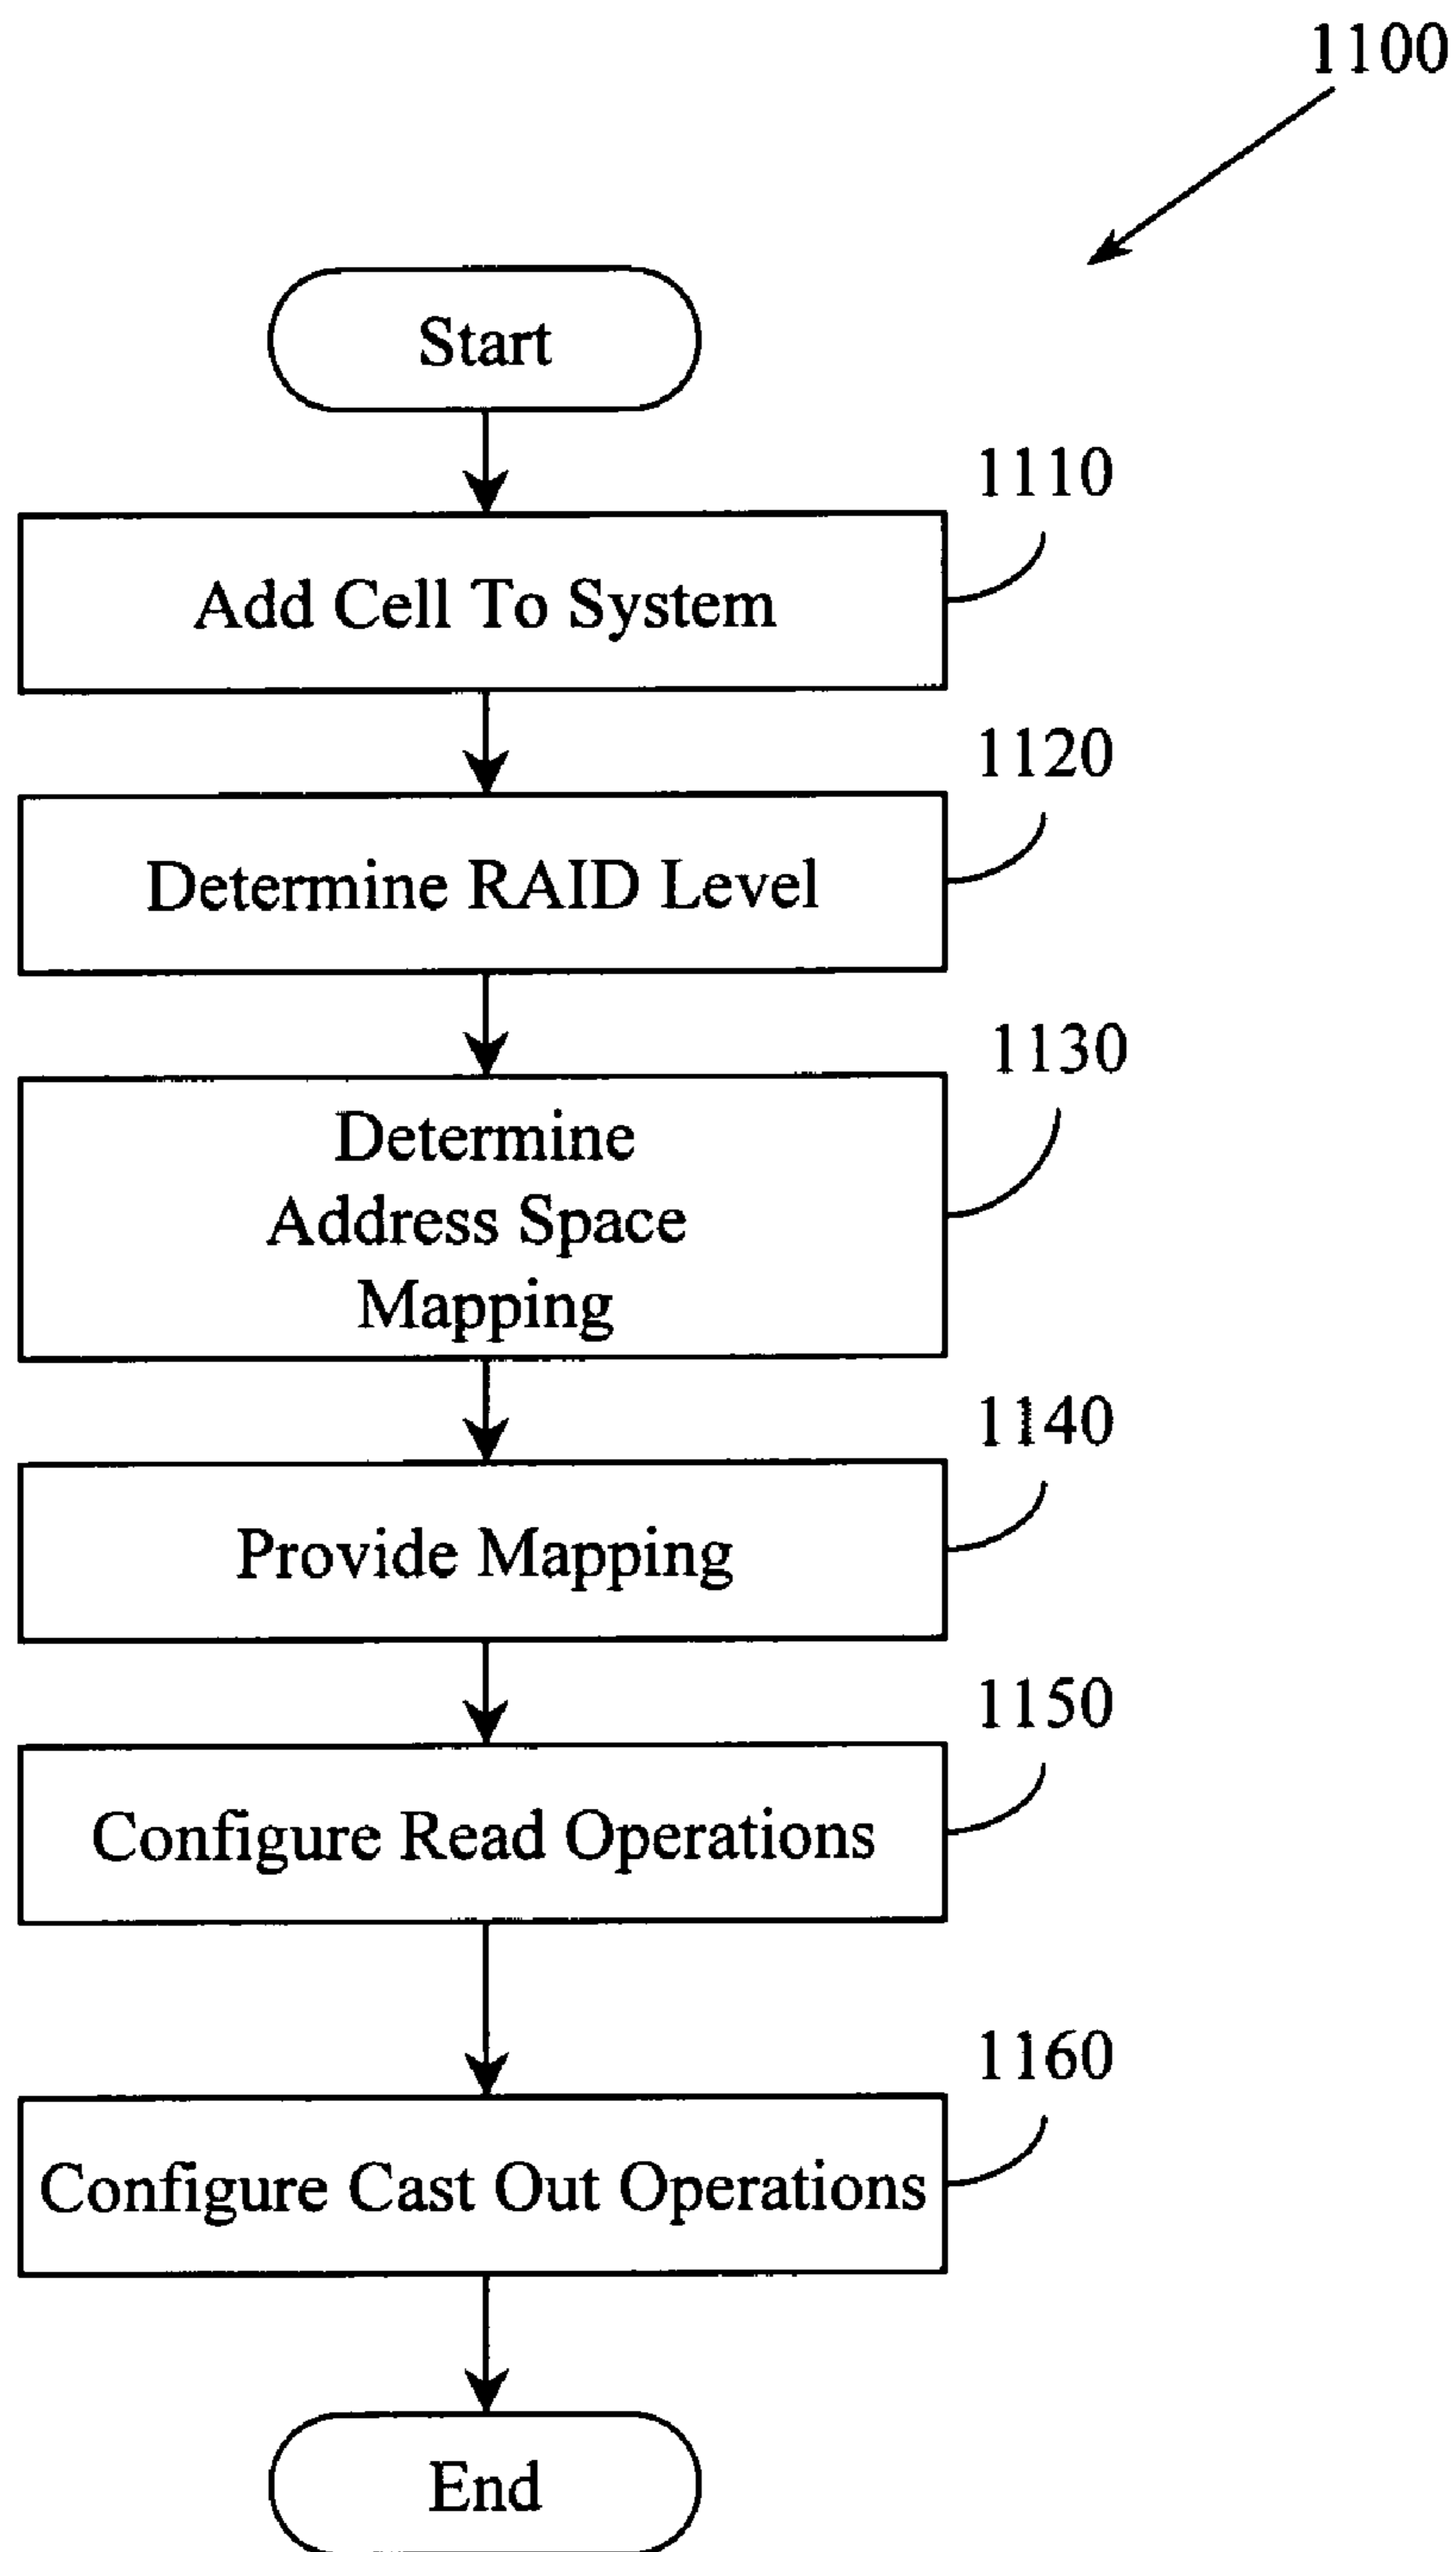 1100
Start
1110
Add Cell To System
1120
Determine RAID Level
1130
Determine
Address Space
Mapping
1140
Provide Mapping
1150
Configure Read Operations
1160
Configure Cast Out Operations
End